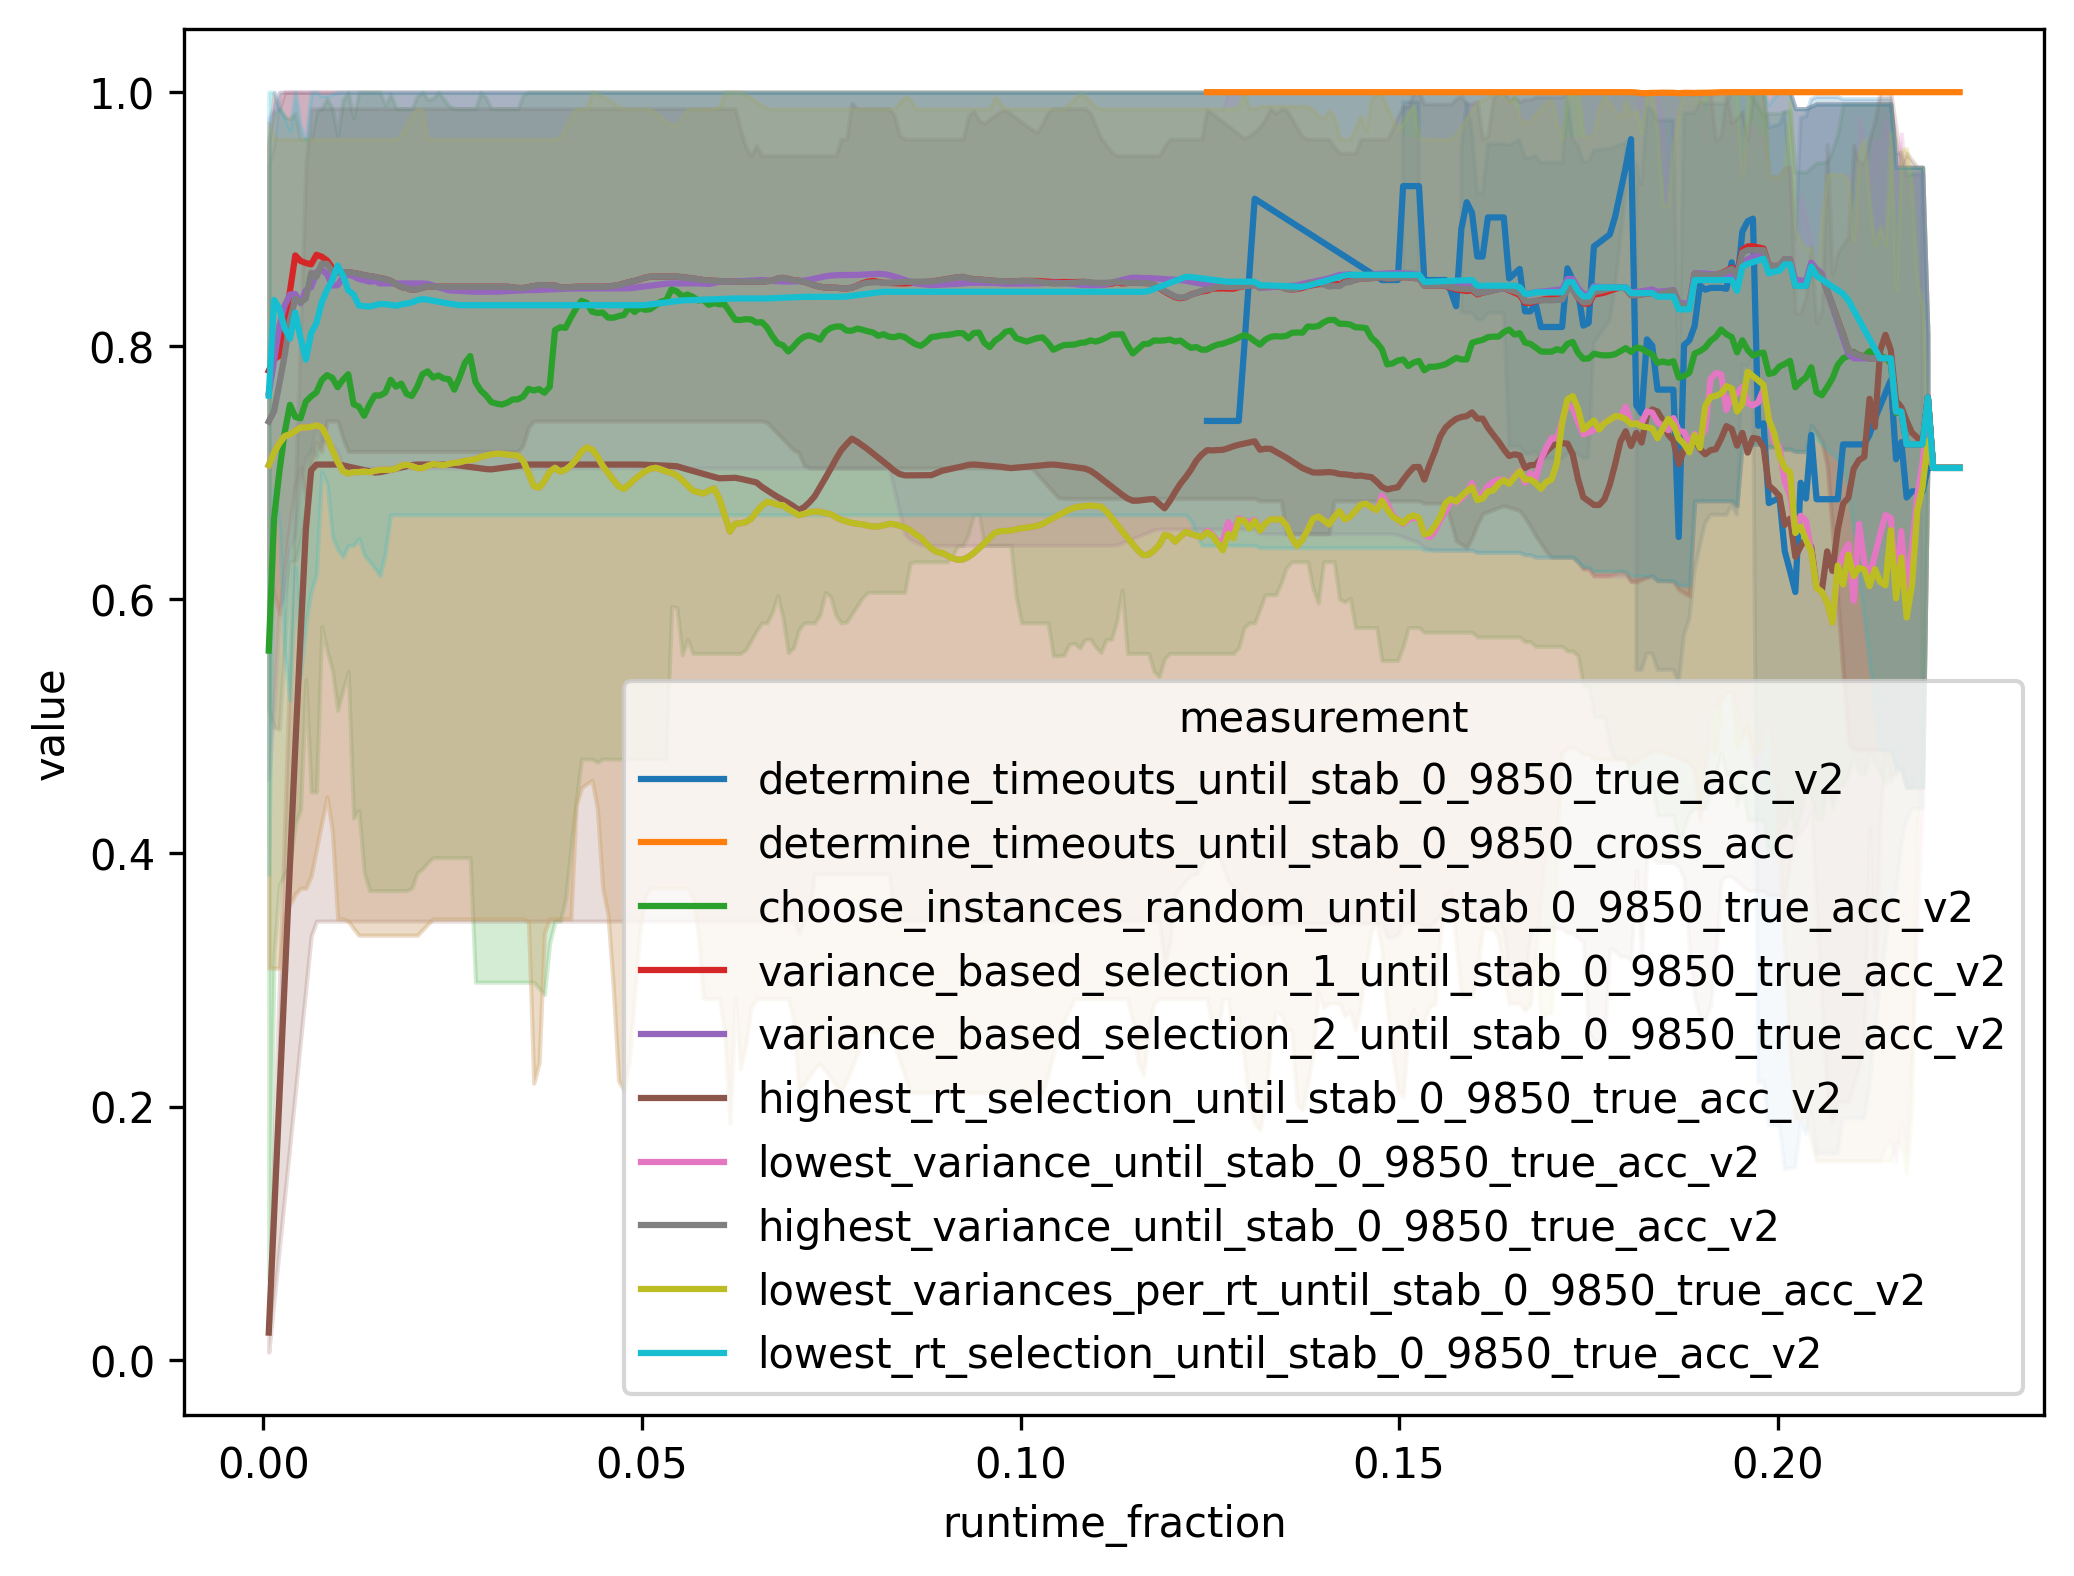 1.0
0.8
0.6
0.4
0.2
0.0
value
measurement
determine_timeouts_until_stab_0_9850_true_acc_v2
determine_timeouts_until_stab_0_9850_cross_acc
choose_instances_random_until_stab_0_9850_true_acc_v2
variance_based_selection_1_until_stab_0_9850_true_acc_v2
variance_based_selection_2_until_stab_0_9850_true_acc_v2
highest_rt_selection_until_stab_0_9850_true_acc_v2
lowest_variance_until_stab_0_9850_true_acc_v2
highest_variance_until_stab_0_9850_true_acc_v2
lowest_variances_per_rt_until_stab_0_9850_true_acc_v2
lowest_rt_selection_until_stab_0_9850_true_acc_v2
0.00 0.05 0.10 0.15 0.20
runtime_fraction